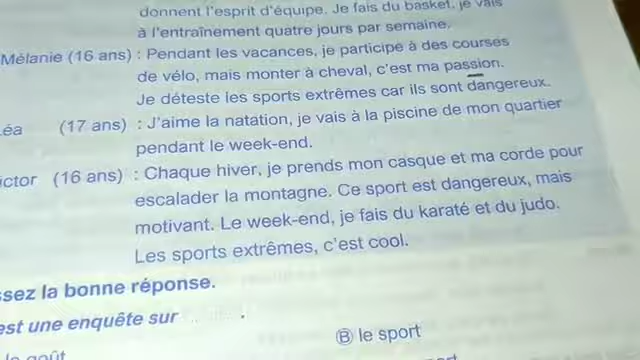 donnent l'esprit d'équipe. Je fais du basket, je vais
à l'entraînement quatre jours par semaine.
Mélanie (16 ans) : Pendant les vacances, je participe à des courses
de vélo, mais monter à cheval, c'est ma passion.
Je déteste les sports extrêmes car ils sont dangereux.
éa (17 ans) : J'aime la natation, je vais à la piscine de mon quartier
pendant le week-end.
ictor (16 ans) : Chaque hiver, je prends mon casque et ma corde pour
escalader la montagne. Ce sport est dangereux, mais
motivant. Le week-end, je fais du karaté et du judo.
Les sports extrêmes, c'est cool.
ssez la bonne réponse.
est une enquête sur .
goût
B le sport